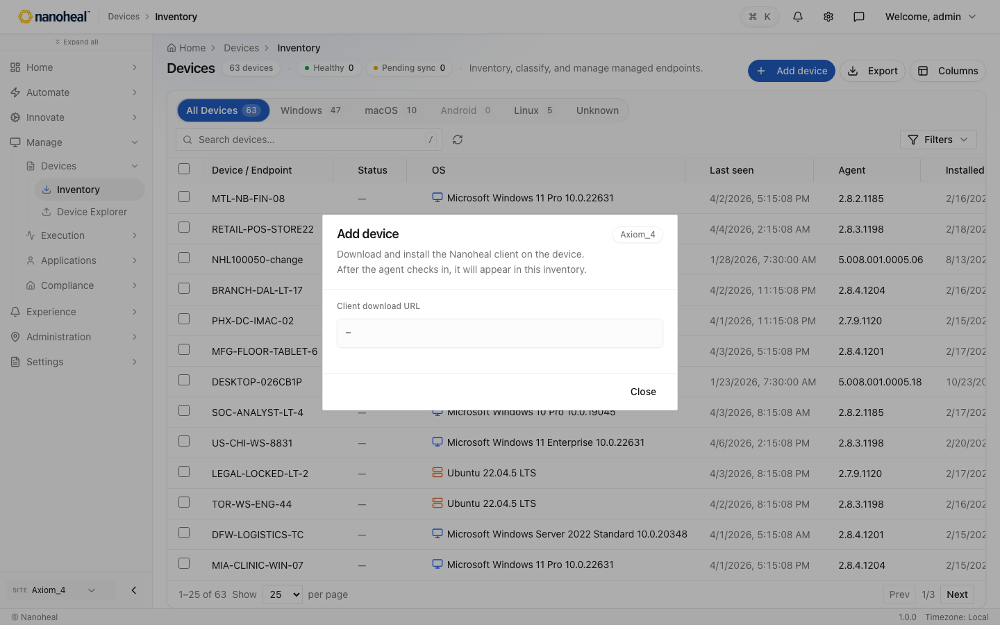 nanoheal™
Devices > Inventory
⌘ K
Welcome, admin
Expand all
Home
Automate
Innovate
Manage
Devices
Inventory
Device Explorer
Execution
Applications
Compliance
Experience
Administration
Settings
SITE Axiom_4
Home > Devices > Inventory
Devices 63 devices · Healthy 0 Pending sync 0 · Inventory, classify, and manage managed endpoints.
+ Add device Export Columns
All Devices 63 Windows 47 macOS 10 Android 0 Linux 5 Unknown
Search devices... / Filters
Device / Endpoint Status OS Last seen Agent Installed
MTL-NB-FIN-08 — Microsoft Windows 11 Pro 10.0.22631 4/2/2026, 5:15:08 PM 2.8.2.1185 2/16/202
RETAIL-POS-STORE22 4/4/2026, 2:15:08 AM 2.8.3.1198 2/18/202
NHL100050-change 1/28/2026, 7:30:00 AM 5.008.001.0005.06 8/13/202
BRANCH-DAL-LT-17 4/2/2026, 11:15:08 PM 2.8.4.1204 2/16/202
PHX-DC-IMAC-02 4/1/2026, 11:15:08 PM 2.7.9.1120 2/15/202
MFG-FLOOR-TABLET-6 4/3/2026, 5:15:08 PM 2.8.4.1201 2/17/202
DESKTOP-026CB1P 1/23/2026, 7:30:00 AM 5.008.001.0005.18 10/23/20
SOC-ANALYST-LT-4 — Microsoft Windows 10 Pro 10.0.19045 4/3/2026, 8:15:08 AM 2.8.2.1185 2/17/202
US-CHI-WS-8831 — Microsoft Windows 11 Enterprise 10.0.22631 4/6/2026, 2:15:08 PM 2.8.3.1198 2/20/202
LEGAL-LOCKED-LT-2 — Ubuntu 22.04.5 LTS 4/3/2026, 8:15:08 PM 2.7.9.1120 2/17/202
TOR-WS-ENG-44 — Ubuntu 22.04.5 LTS 4/2/2026, 8:15:08 PM 2.8.3.1198 2/16/202
DFW-LOGISTICS-TC — Microsoft Windows Server 2022 Standard 10.0.20348 4/1/2026, 5:15:08 AM 2.8.4.1201 2/15/202
MIA-CLINIC-WIN-07 — Microsoft Windows 11 Pro 10.0.22631 4/1/2026, 5:15:08 PM 2.8.4.1204 2/15/202
1–25 of 63 Show 25 per page Prev 1/3 Next
Add device Axiom_4
Download and install the Nanoheal client on the device.
After the agent checks in, it will appear in this inventory.
Client download URL
–
Close
© Nanoheal 1.0.0 Timezone: Local